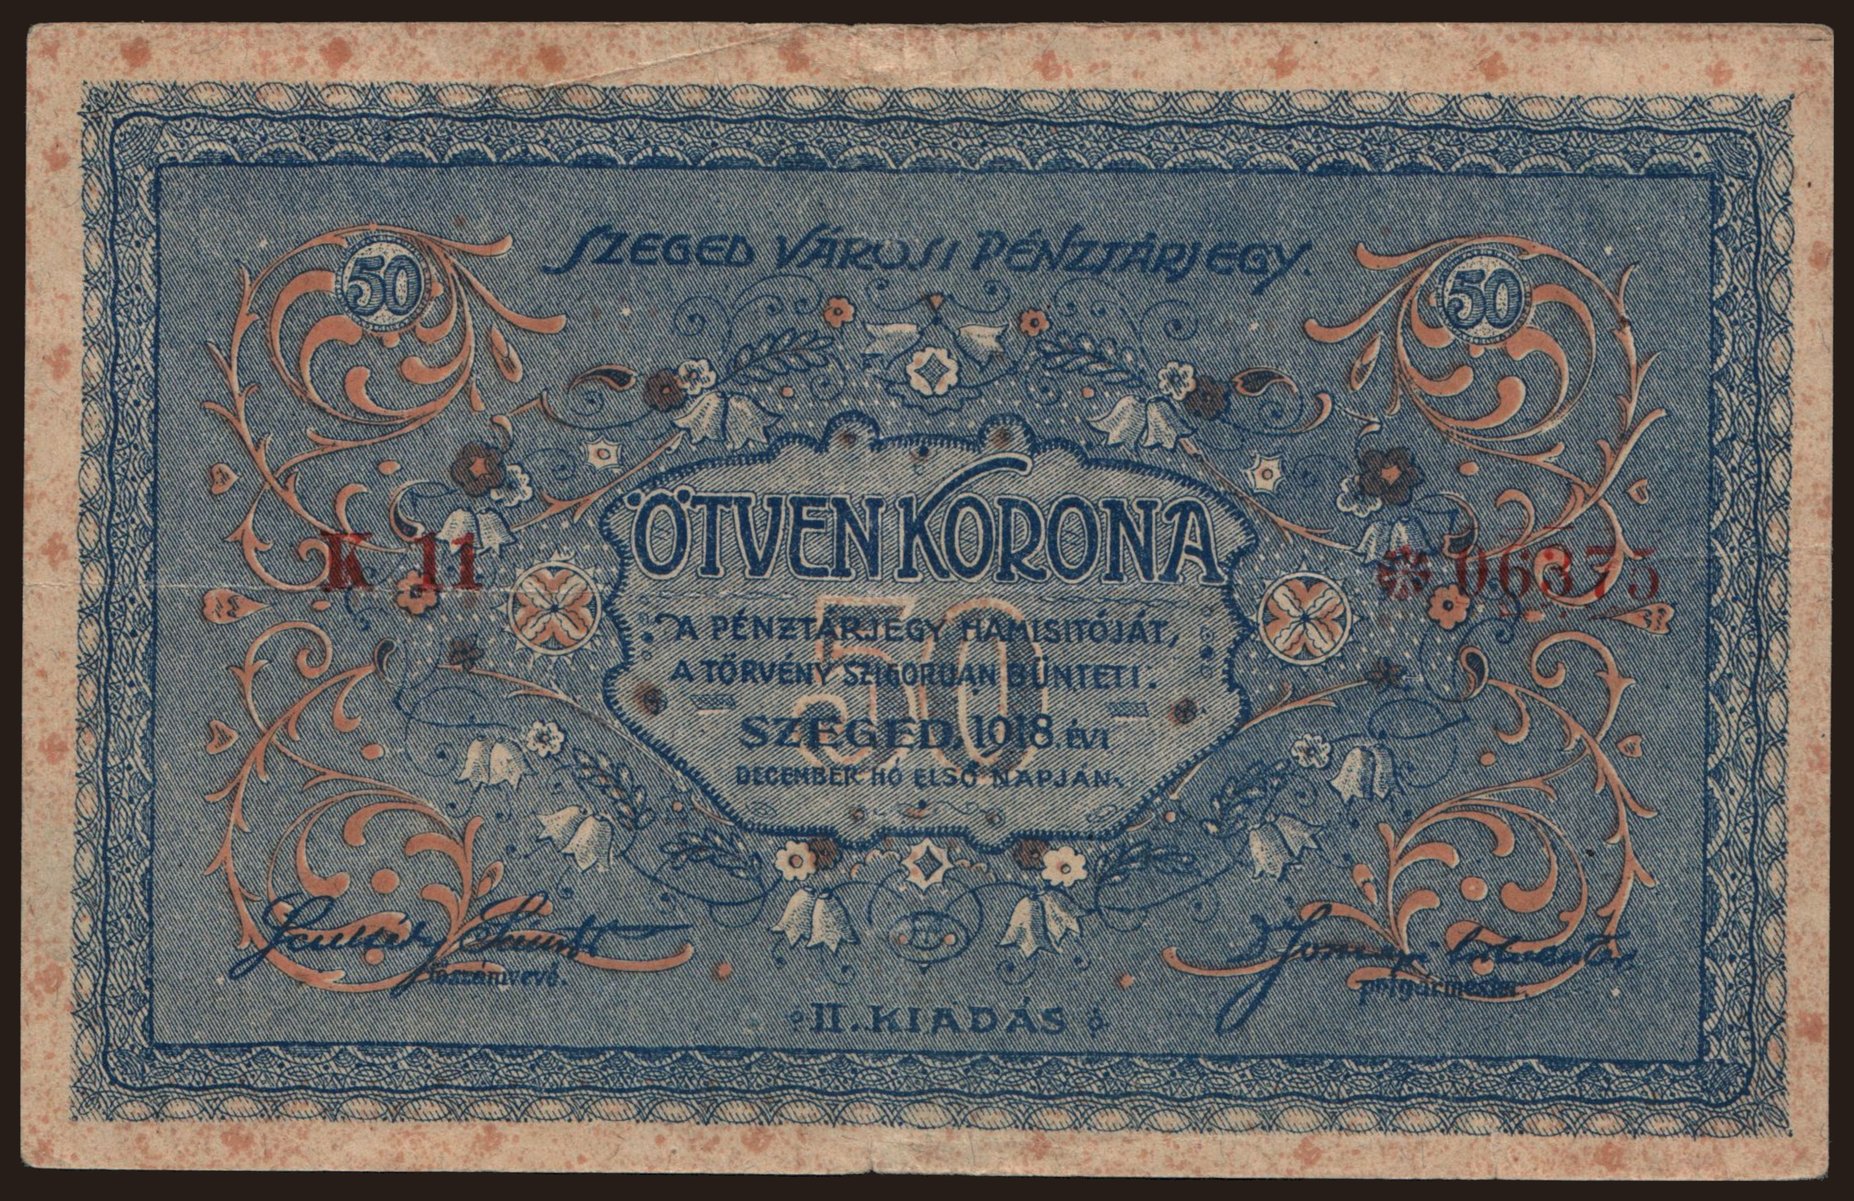 SZEGED VÁROSI PÉNZTÁRJEGY.
50 50
ÖTVEN KORONA
K 11 * 06375
50
A PÉNZTÁRJEGY HAMISITÓJÁT,
A TÖRVÉNY SZIGORUAN BÜNTETI.
SZEGED, 1918. ÉVI
DECEMBER HÓ ELSŐ NAPJÁN.
polgármester.
II. KIADÁS